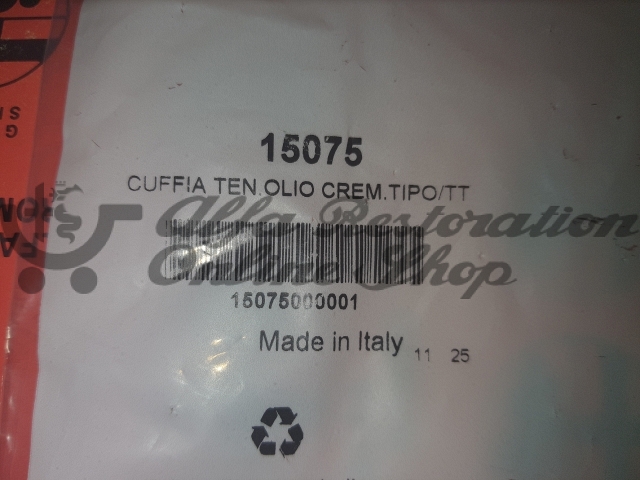 15075
CUFFIA TEN.OLIO CREM.TIPO/TT
Alfa Restoration
Online Shop
15075000001
Made in Italy 11 25